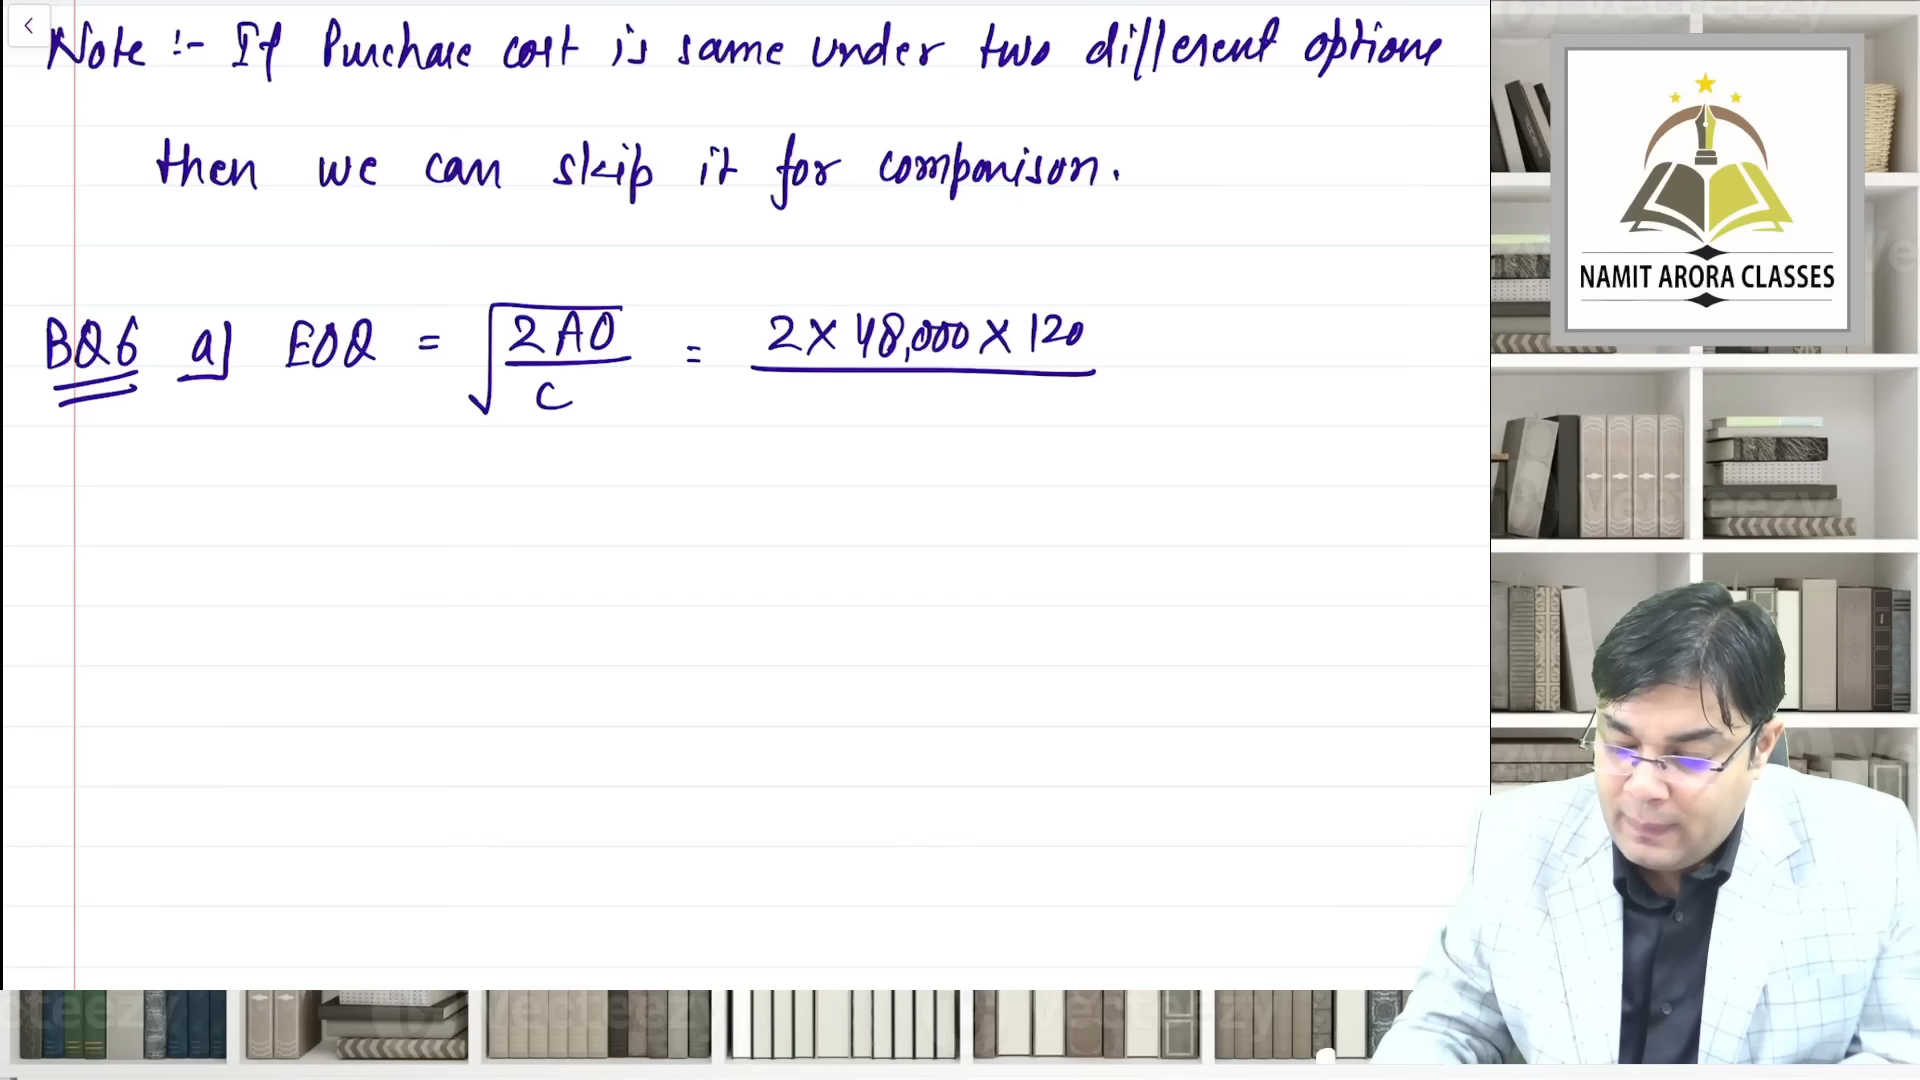 Note :- If Purchase cost is same under two different options
then we can skip it for comparison.
BQ6 a] EOQ = √2AO/C = 2 × 48,000 × 120
NAMIT ARORA CLASSES